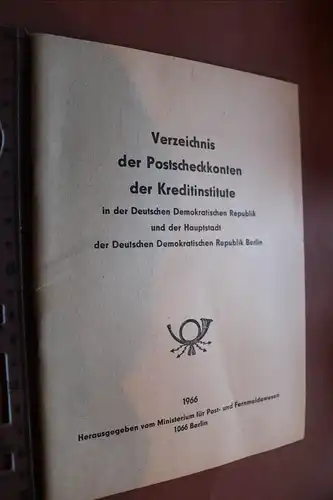 Verzeichnis
der Postscheckkonten
der Kreditinstitute
in der Deutschen Demokratischen Republik
und der Hauptstadt
der Deutschen Demokratischen Republik Berlin
1966
Herausgegeben vom Ministerium für Post- und Fernmeldewesen
1066 Berlin